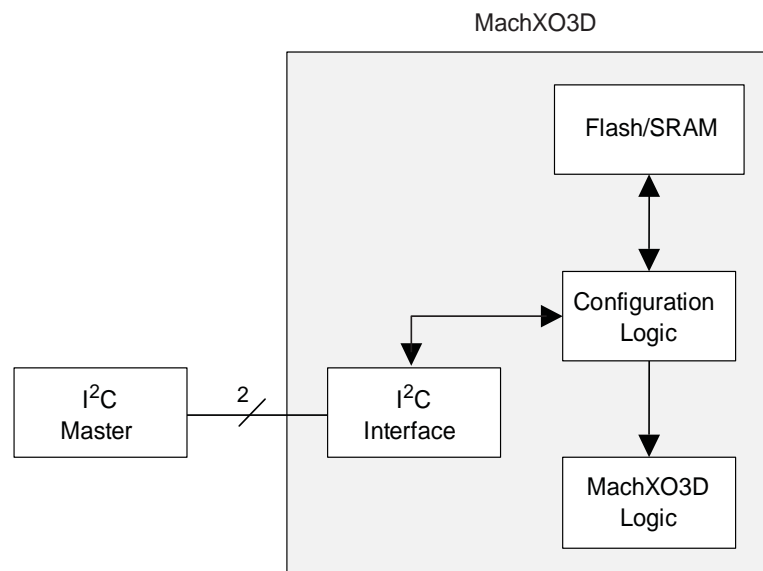 MachXO3D
Flash/SRAM
Configuration
Logic
2
I²C
Master
I²C
Interface
MachXO3D
Logic